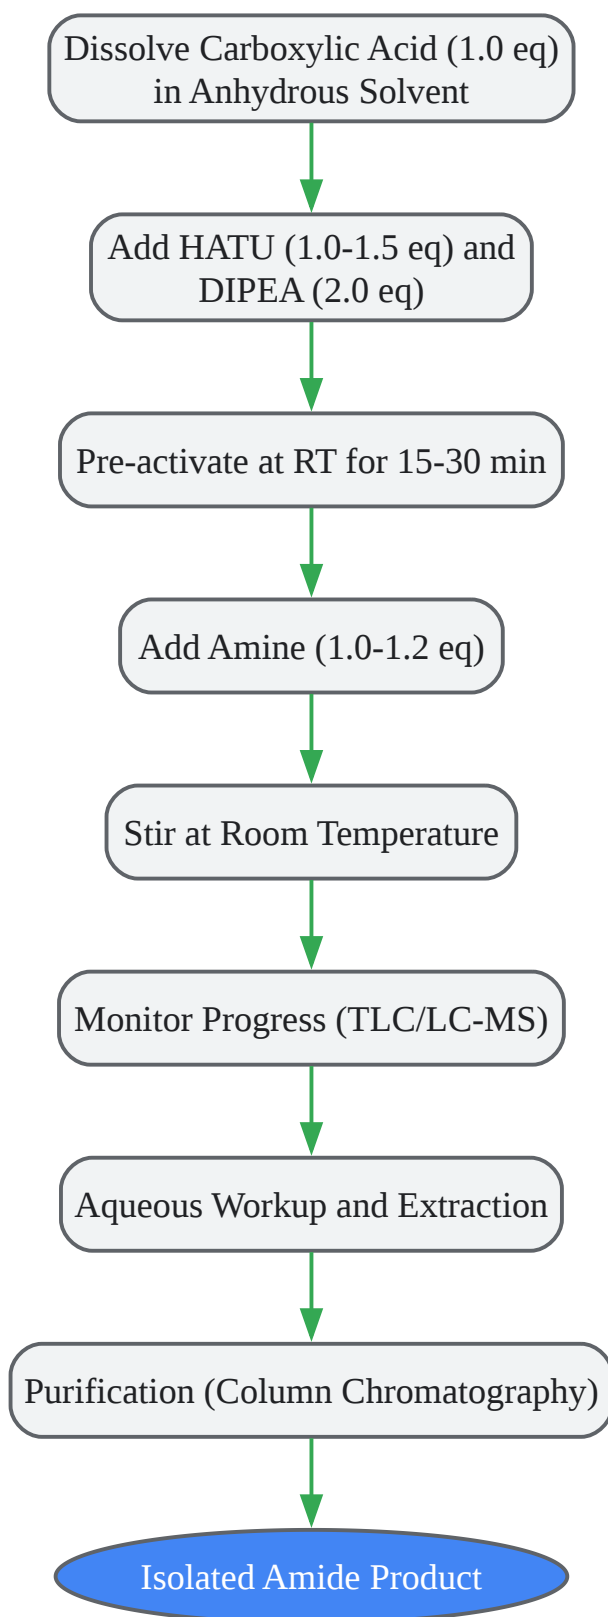 Dissolve Carboxylic Acid (1.0 eq)
in Anhydrous Solvent
Add HATU (1.0-1.5 eq) and
DIPEA (2.0 eq)
Pre-activate at RT for 15-30 min
Add Amine (1.0-1.2 eq)
Stir at Room Temperature
Monitor Progress (TLC/LC-MS)
Aqueous Workup and Extraction
Purification (Column Chromatography)
Isolated Amide Product